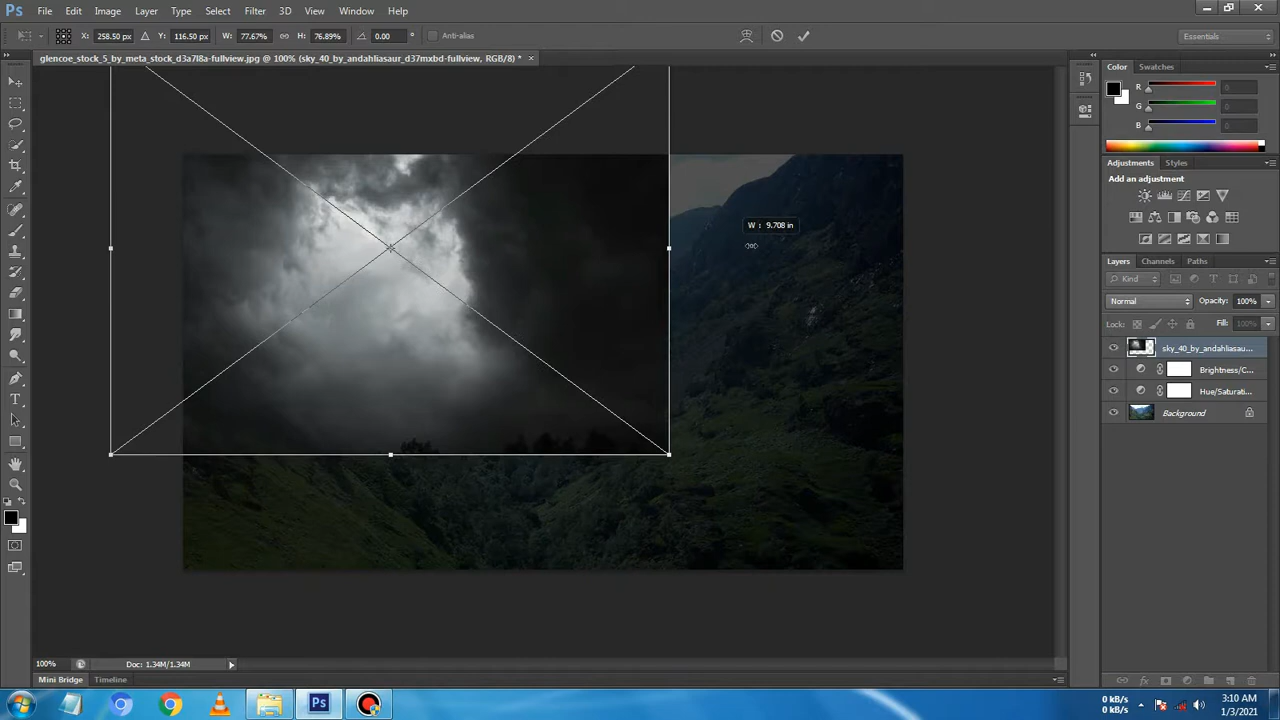 Ps File Edit Image Layer Type Select Filter 3D View Window Help
X: 258.50 px Y: 116.50 px W: 77.67% H: 76.89% 0.00 ° Anti-alias Essentials
glencoe_stock_5_by_meta_stock_d3a7l8a-fullview.jpg @ 100% (sky_40_by_andahliasaur_d37mxbd-fullview, RGB/8) * ×
Color Swatches
R 0
G 0
B 0
Adjustments Styles
Add an adjustment
W : 9.708 in
Layers Channels Paths
Kind
Normal Opacity: 100%
Lock: Fill: 100%
sky_40_by_andahliasau...
Brightness/C...
Hue/Saturati...
Background
100% Doc: 1.34M/1.34M
Mini Bridge Timeline
Ps
0 kB/s
0 kB/s
3:10 AM
1/3/2021